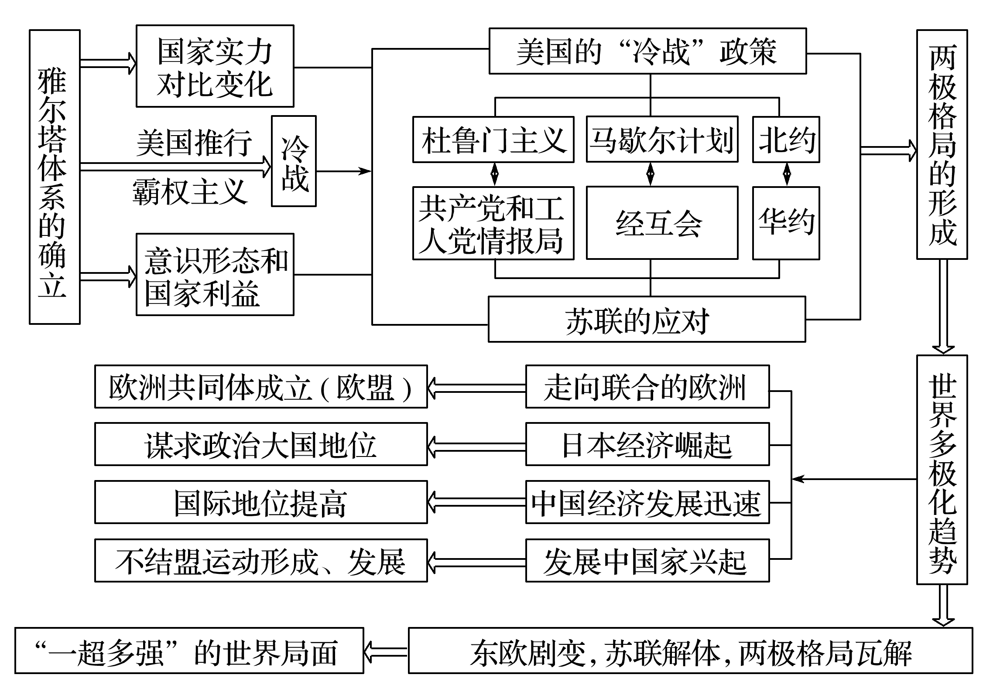 雅尔塔体系的确立
国家实力
对比变化
美国推行
霸权主义
冷战
意识形态和
国家利益
美国的“冷战”政策
杜鲁门主义
马歇尔计划
北约
共产党和工
人党情报局
经互会
华约
苏联的应对
两极格局的形成
世界多极化趋势
走向联合的欧洲
欧洲共同体成立(欧盟)
日本经济崛起
谋求政治大国地位
中国经济发展迅速
国际地位提高
发展中国家兴起
不结盟运动形成、发展
东欧剧变,苏联解体,两极格局瓦解
“一超多强”的世界局面